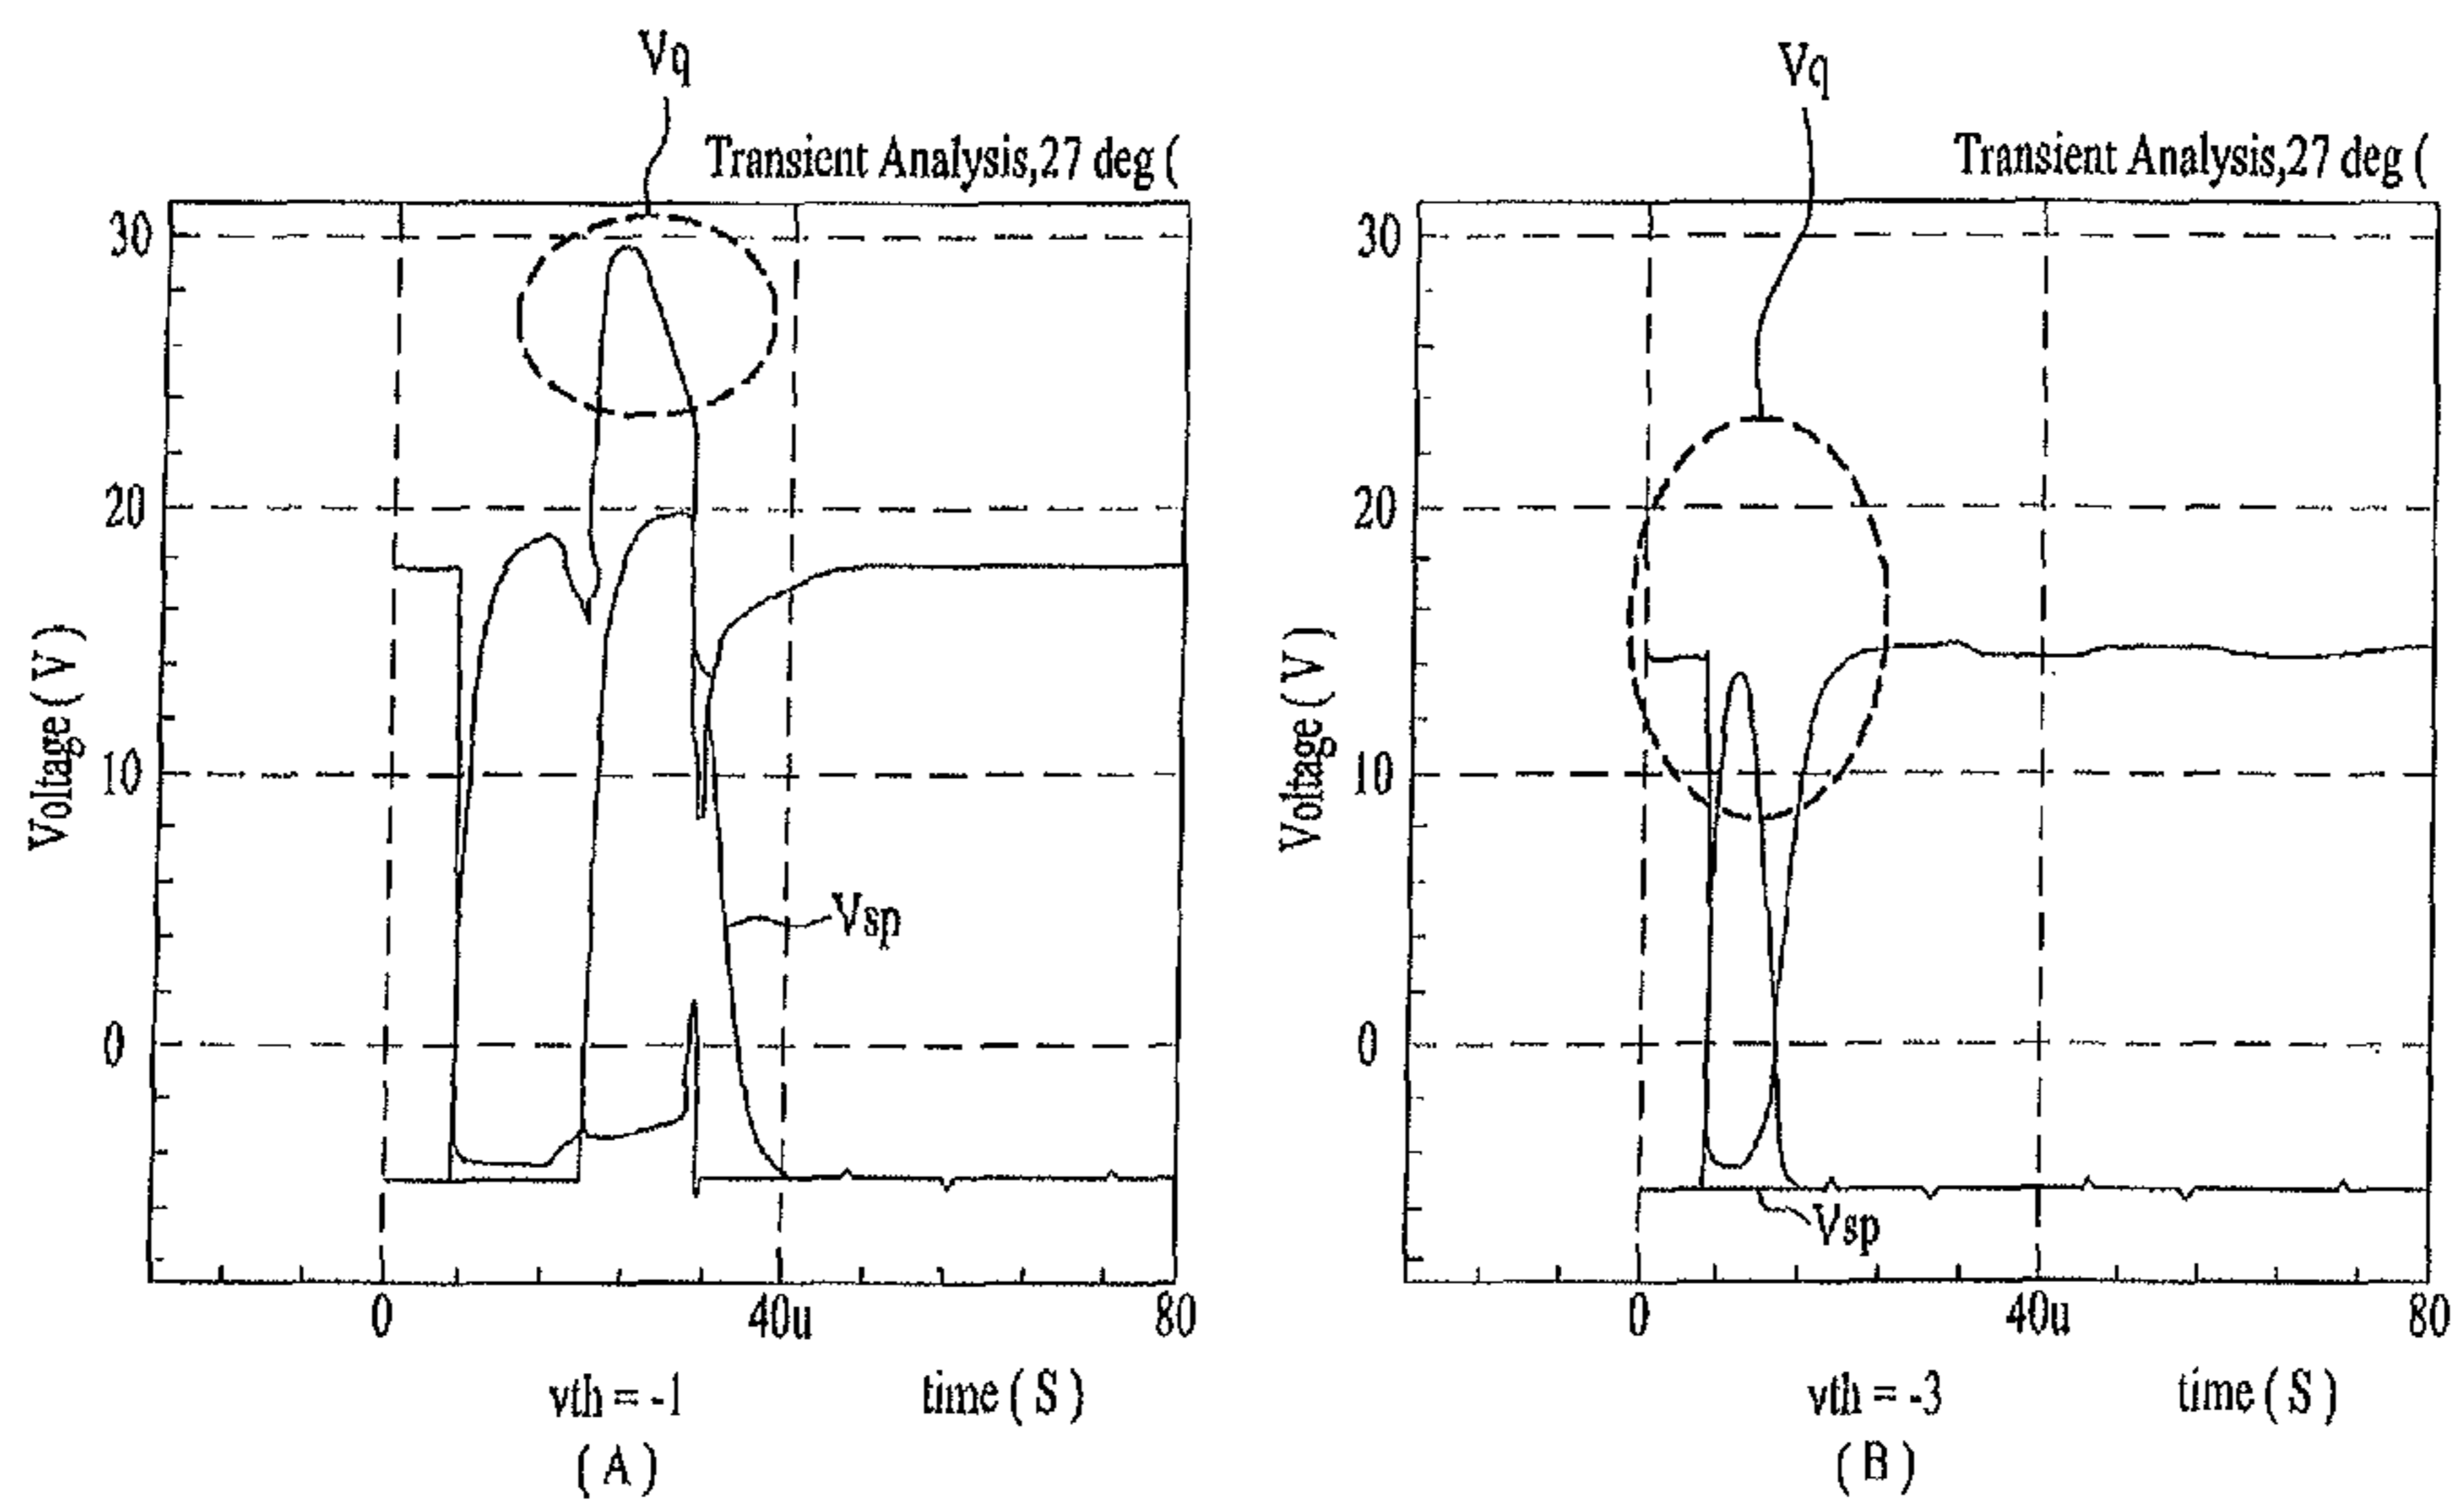 Vq
Transient Analysis,27 deg (
30
20
10
0
Voltage ( V )
Vsp
0
40u
80
vth = -1
time ( S )
( A )
Vq
Transient Analysis,27 deg (
30
20
10
0
Voltage ( V )
Vsp
0
40u
80
vth = -3
time ( S )
( B )